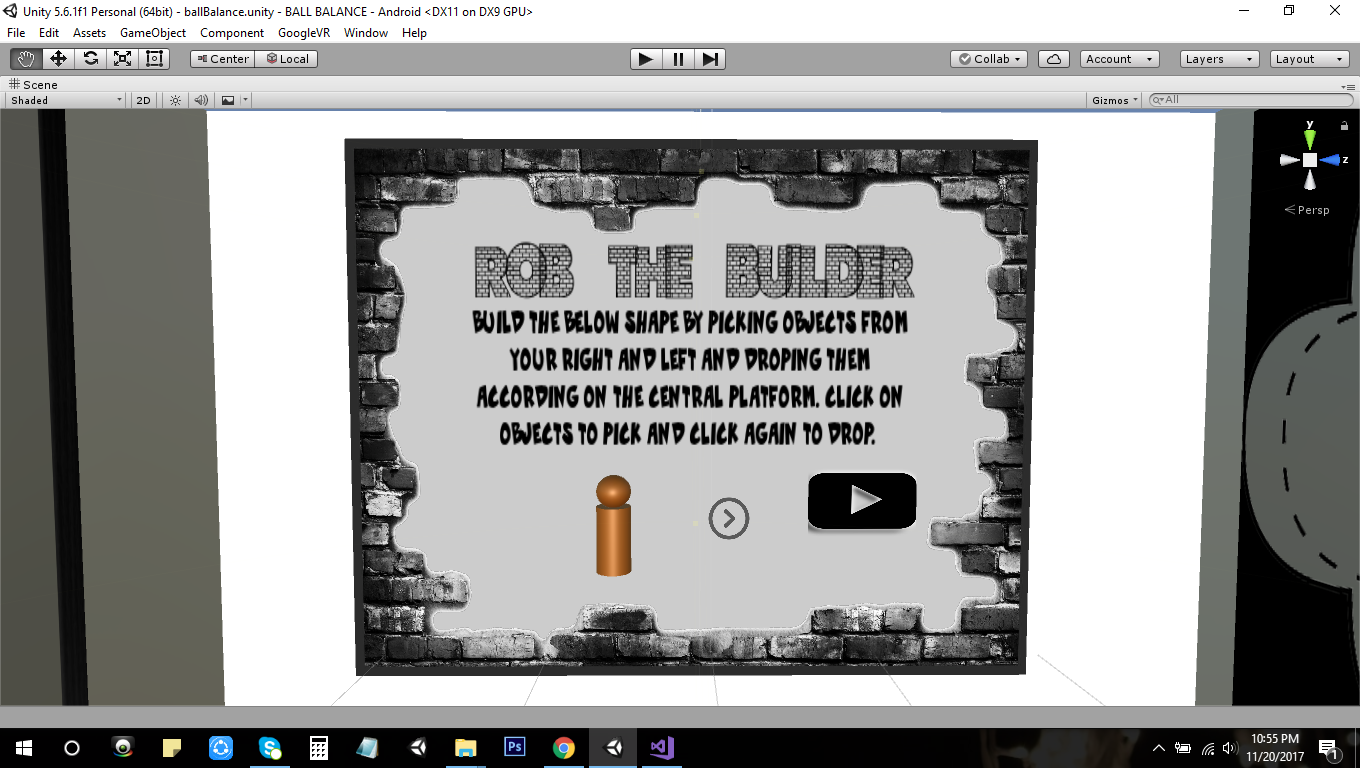 Unity 5.6.1f1 Personal (64bit) - ballBalance.unity - BALL BALANCE - Android <DX11 on DX9 GPU>
File Edit Assets GameObject Component GoogleVR Window Help
Center Local Collab Account Layers Layout
Scene
Shaded 2D Gizmos All
y
z
Persp
ROB THE BUILDER
BUILD THE BELOW SHAPE BY PICKING OBJECTS FROM
YOUR RIGHT AND LEFT AND DROPING THEM
ACCORDING ON THE CENTRAL PLATFORM. CLICK ON
OBJECTS TO PICK AND CLICK AGAIN TO DROP.
Ps
10:55 PM
11/20/2017
1